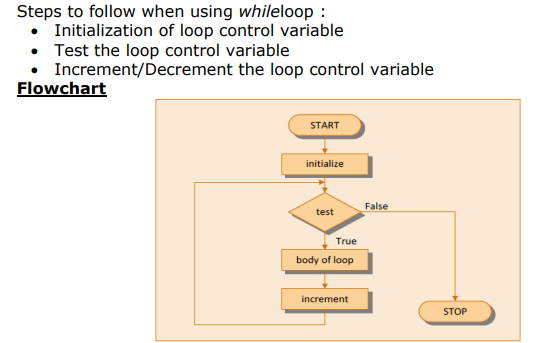 Steps to follow when using whileloop :
• Initialization of loop control variable
• Test the loop control variable
• Increment/Decrement the loop control variable
Flowchart
START
initialize
test
False
True
body of loop
increment
STOP